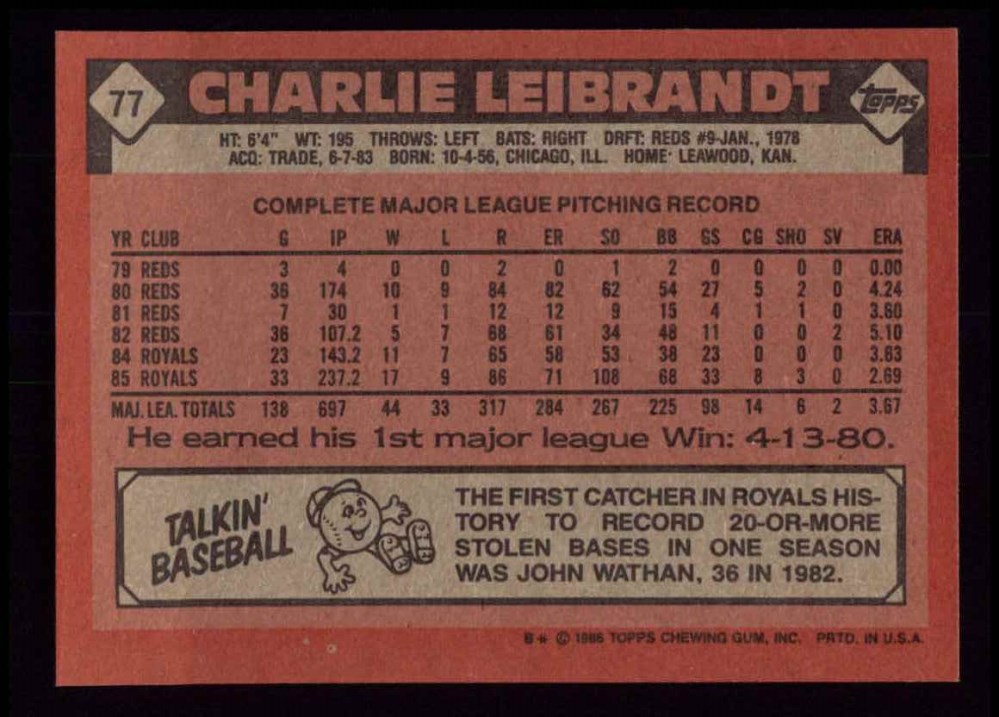 77 CHARLIE LEIBRANDT Topps
HT: 6'4" WT: 195 THROWS: LEFT BATS: RIGHT DRFT: REDS #9-JAN., 1978
ACQ: TRADE, 6-7-83 BORN: 10-4-56, CHICAGO, ILL. HOME: LEAWOOD, KAN.
COMPLETE MAJOR LEAGUE PITCHING RECORD
YR CLUB G IP W L R ER SO BB GS CG SHO SV ERA
79 REDS 3 4 0 0 2 0 1 2 0 0 0 0 0.00
80 REDS 36 174 10 9 84 82 62 54 27 5 2 0 4.24
81 REDS 7 30 1 1 12 12 9 15 4 1 1 0 3.60
82 REDS 36 107.2 5 7 68 61 34 48 11 0 0 2 5.10
84 ROYALS 23 143.2 11 7 65 58 53 38 23 0 0 0 3.63
85 ROYALS 33 237.2 17 9 86 71 108 68 33 8 3 0 2.69
MAJ. LEA. TOTALS 138 697 44 33 317 284 267 225 98 14 6 2 3.67
He earned his 1st major league Win: 4-13-80.
TALKIN'
BASEBALL
THE FIRST CATCHER IN ROYALS HIS-
TORY TO RECORD 20-OR-MORE
STOLEN BASES IN ONE SEASON
WAS JOHN WATHAN, 36 IN 1982.
B** © 1986 TOPPS CHEWING GUM, INC. PRTD. IN U.S.A.